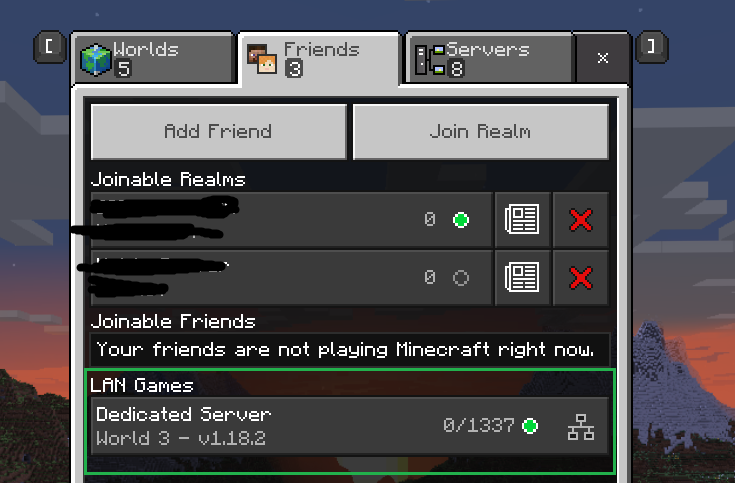 [
Worlds
5
Friends
3
Servers
8
×
]
Add Friend
Join Realm
Joinable Realms
0
0
Joinable Friends
Your friends are not playing Minecraft right now.
LAN Games
Dedicated Server
0/1337
World 3 - v1.18.2